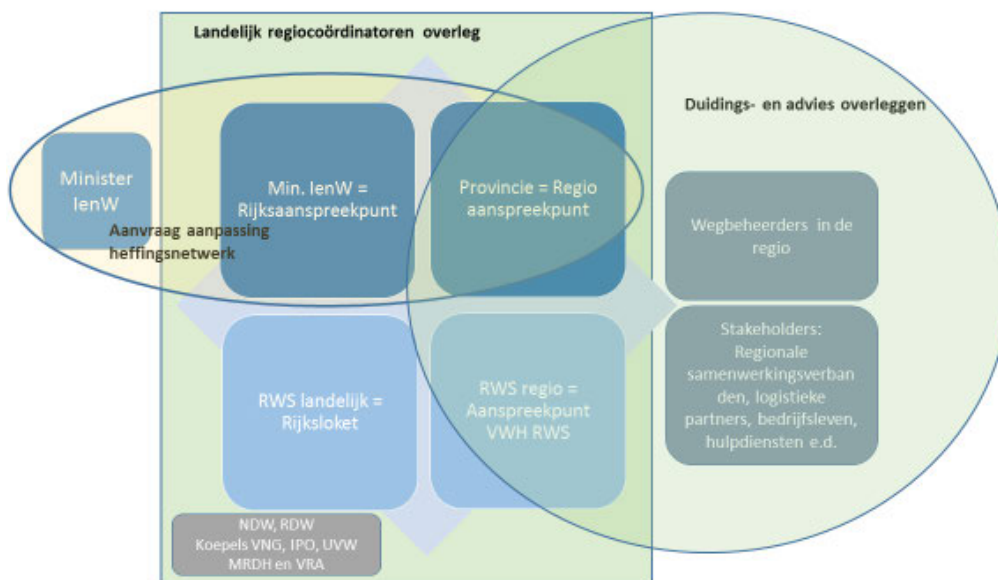 Landelijk regiocoördinatoren overleg
Duidings- en advies overleggen
Minister
IenW
Min. IenW =
Rijksaanspreekpunt
Provincie = Regio
aanspreekpunt
Aanvraag aanpassing
heffingsnetwerk
Wegbeheerders in de
regio
RWS landelijk =
Rijksloket
RWS regio =
Aanspreekpunt
VWH RWS
Stakeholders:
Regionale
samenwerkingsverban
den, logistieke
partners, bedrijfsleven,
hulpdiensten e.d.
NDW, RDW
Koepels VNG, IPO, UVW
MRDH en VRA